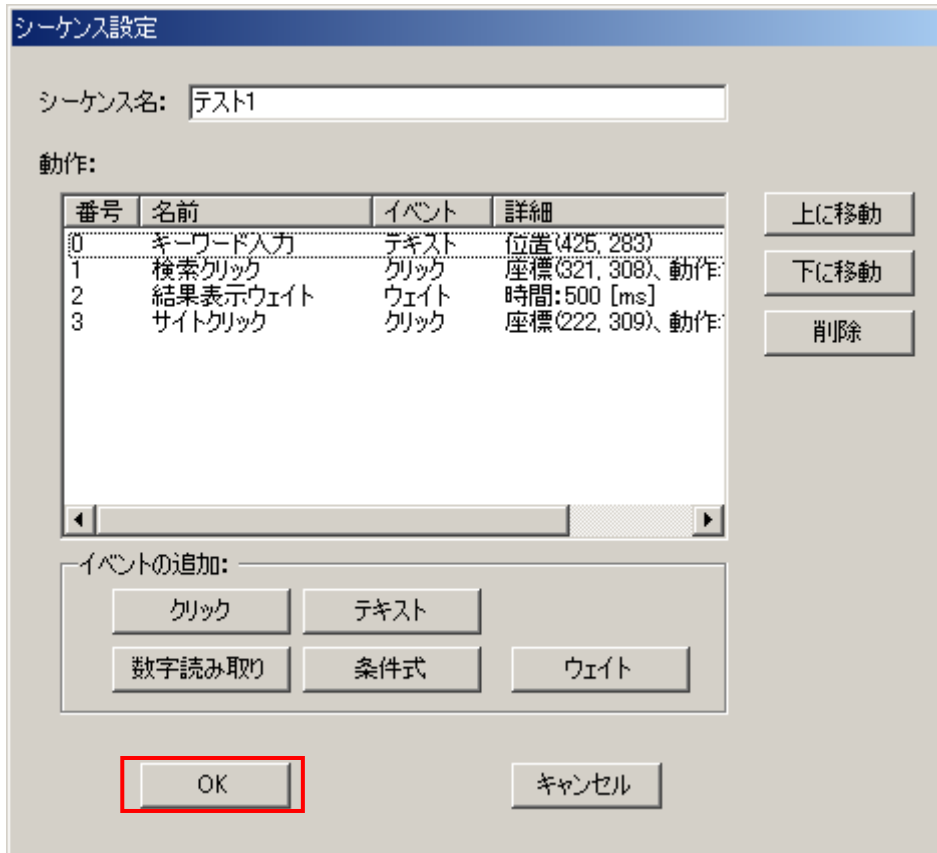 シーケンス設定
シーケンス名: テスト1
動作:
番号 名前 イベント 詳細
0 キーワード入力 テキスト 位置(425, 283)
1 検索クリック クリック 座標(321, 308)、動作:
2 結果表示ウェイト ウェイト 時間:500 [ms]
3 サイトクリック クリック 座標(222, 309)、動作:
上に移動
下に移動
削除
イベントの追加:
クリック テキスト
数字読み取り 条件式 ウェイト
OK キャンセル